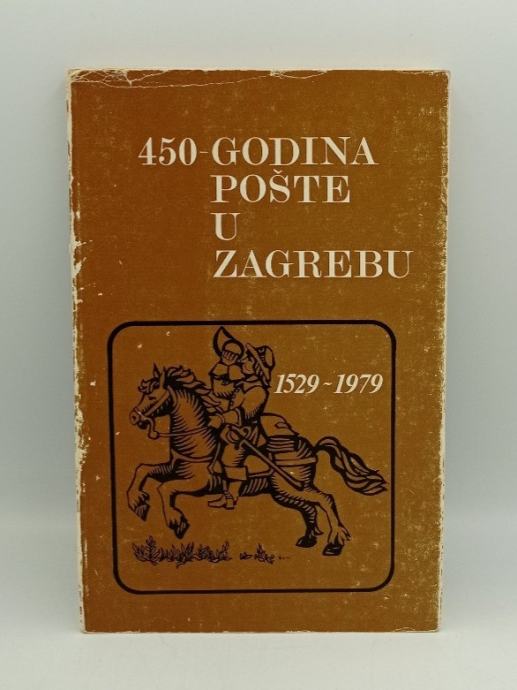 450-GODINA
POŠTE
U
ZAGREBU
1529~1979